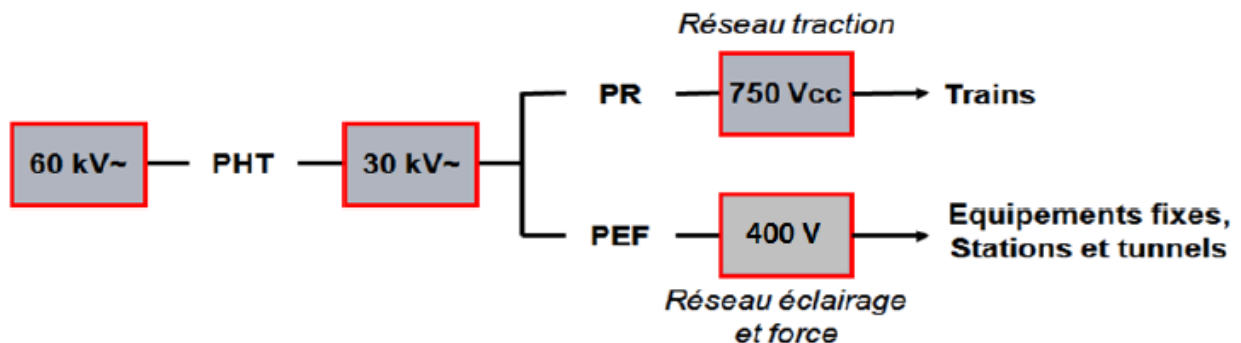 Réseau traction
PR
750 Vcc
Trains
60 kV~
PHT
30 kV~
PEF
400 V
Equipements fixes,
Stations et tunnels
Réseau éclairage
et force